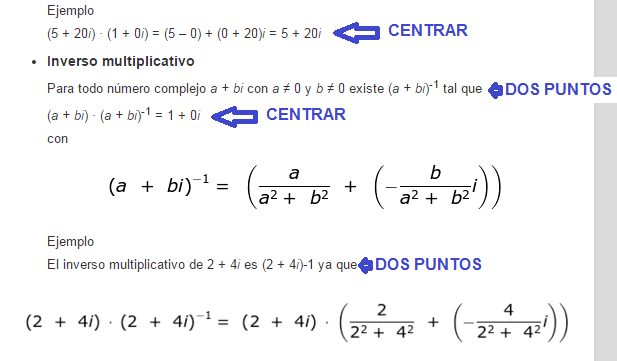 Ejemplo
(5 + 20i) · (1 + 0i) = (5 – 0) + (0 + 20)i = 5 + 20i CENTRAR
• Inverso multiplicativo
Para todo número complejo a + bi con a ≠ 0 y b ≠ 0 existe (a + bi)⁻¹ tal que DOS PUNTOS
(a + bi) · (a + bi)⁻¹ = 1 + 0i CENTRAR
con
(a + bi)⁻¹ = (a/(a² + b²) + (−b/(a² + b²) i))
Ejemplo
El inverso multiplicativo de 2 + 4i es (2 + 4i)-1 ya que DOS PUNTOS
(2 + 4i) · (2 + 4i)⁻¹ = (2 + 4i) · (2/(2² + 4²) + (−4/(2² + 4²) i))